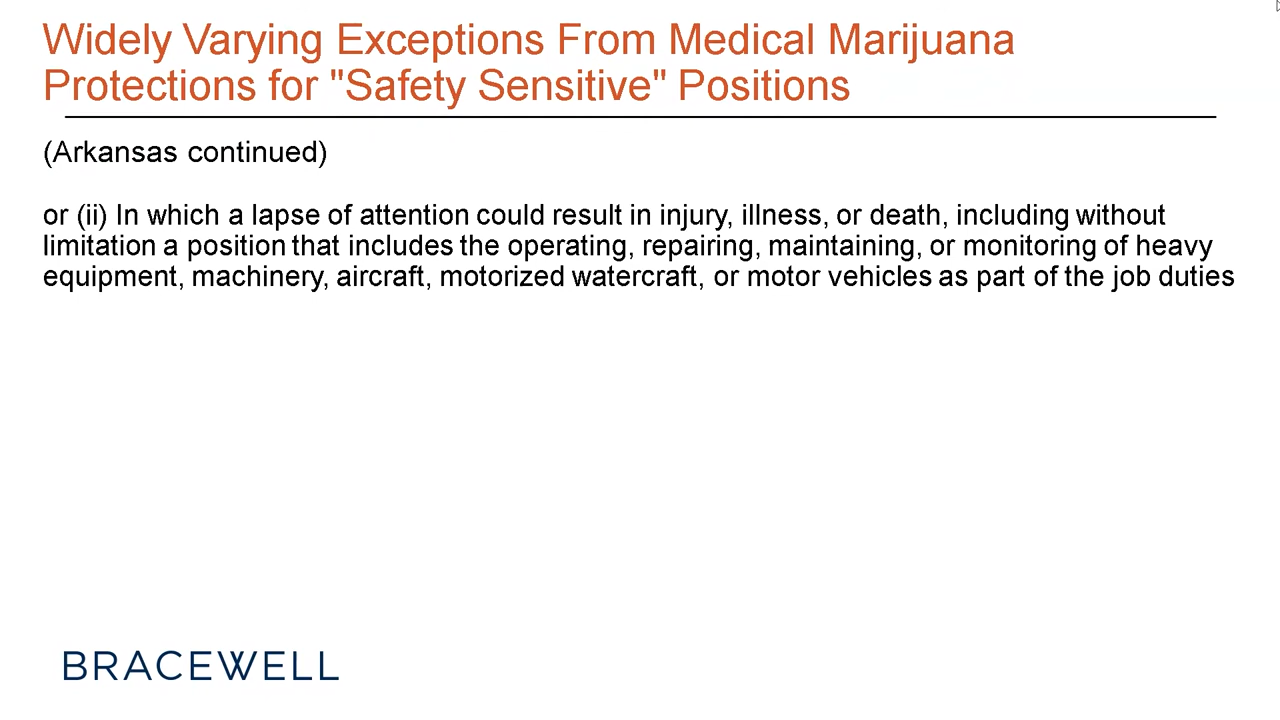 Widely Varying Exceptions From Medical Marijuana
Protections for "Safety Sensitive" Positions
(Arkansas continued)
or (ii) In which a lapse of attention could result in injury, illness, or death, including without
limitation a position that includes the operating, repairing, maintaining, or monitoring of heavy
equipment, machinery, aircraft, motorized watercraft, or motor vehicles as part of the job duties
BRACEWELL